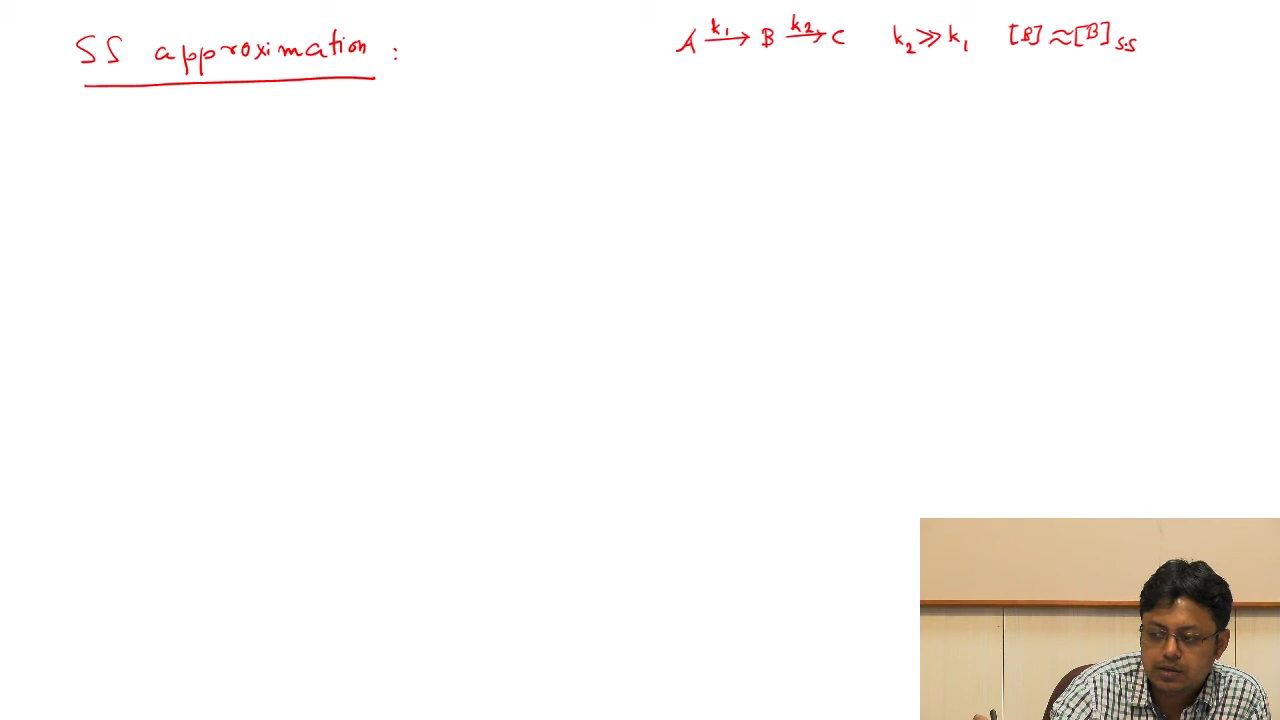 SS approximation :
A —k₁→ B —k₂→ C   k₂ ≫ k₁   [B] ≈ [B]s.s